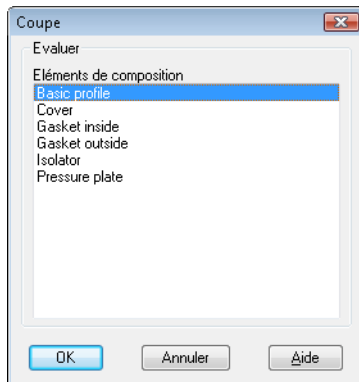 Coupe
Evaluer
Eléments de composition
Basic profile
Cover
Gasket inside
Gasket outside
Isolator
Pressure plate
OK
Annuler
Aide